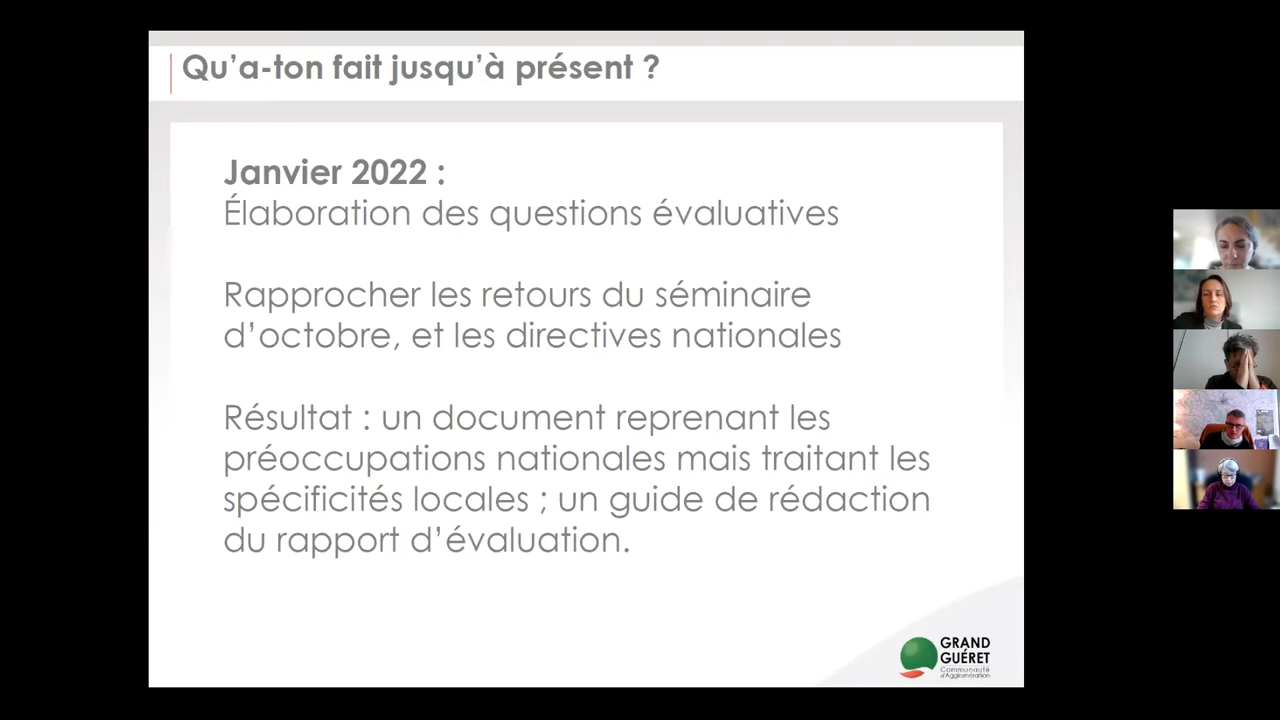 Qu'a-ton fait jusqu'à présent ?
Janvier 2022 :
Élaboration des questions évaluatives
Rapprocher les retours du séminaire
d'octobre, et les directives nationales
Résultat : un document reprenant les
préoccupations nationales mais traitant les
spécificités locales ; un guide de rédaction
du rapport d'évaluation.
GRAND
GUÉRET
Communauté
d'Agglomération